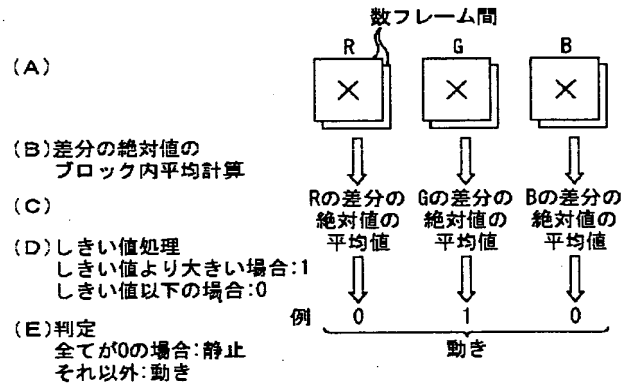 数フレーム間
R G B
(A)
(B)差分の絶対値の
ブロック内平均計算
(C)
Rの差分の Gの差分の Bの差分の
絶対値の 絶対値の 絶対値の
平均値 平均値 平均値
(D)しきい値処理
しきい値より大きい場合:1
しきい値以下の場合:0
例 0 1 0
(E)判定
全てが0の場合:静止
それ以外:動き
動き